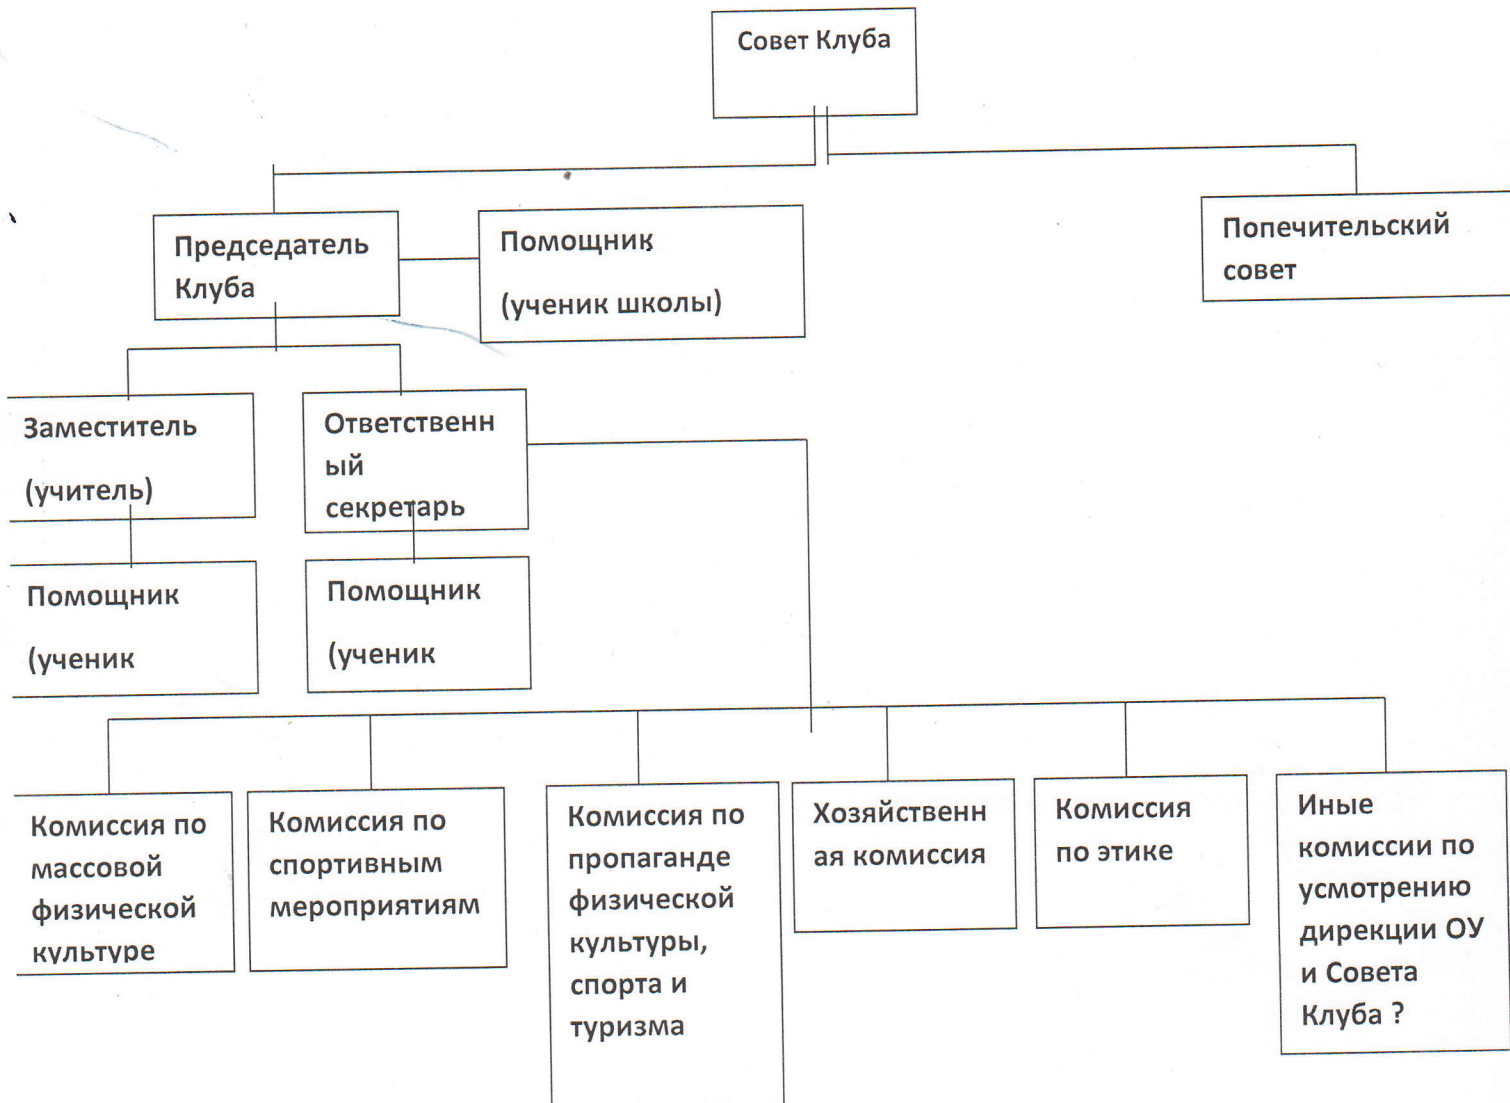 Совет Клуба
Председатель
Клуба
Помощник
(ученик школы)
Попечительский
совет
Заместитель
(учитель)
Ответственн
ый
секретарь
Помощник
(ученик
Помощник
(ученик
Комиссия по
массовой
физической
культуре
Комиссия по
спортивным
мероприятиям
Комиссия по
пропаганде
физической
культуры,
спорта и
туризма
Хозяйственн
ая комиссия
Комиссия
по этике
Иные
комиссии по
усмотрению
дирекции ОУ
и Совета
Клуба ?